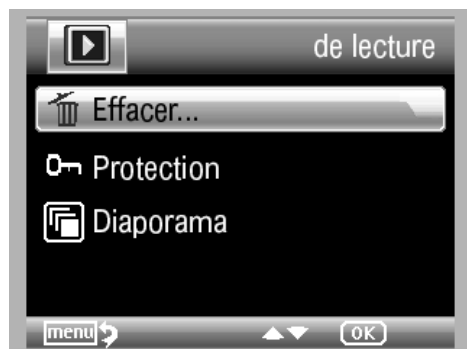 de lecture
Effacer...
Protection
Diaporama
menu OK